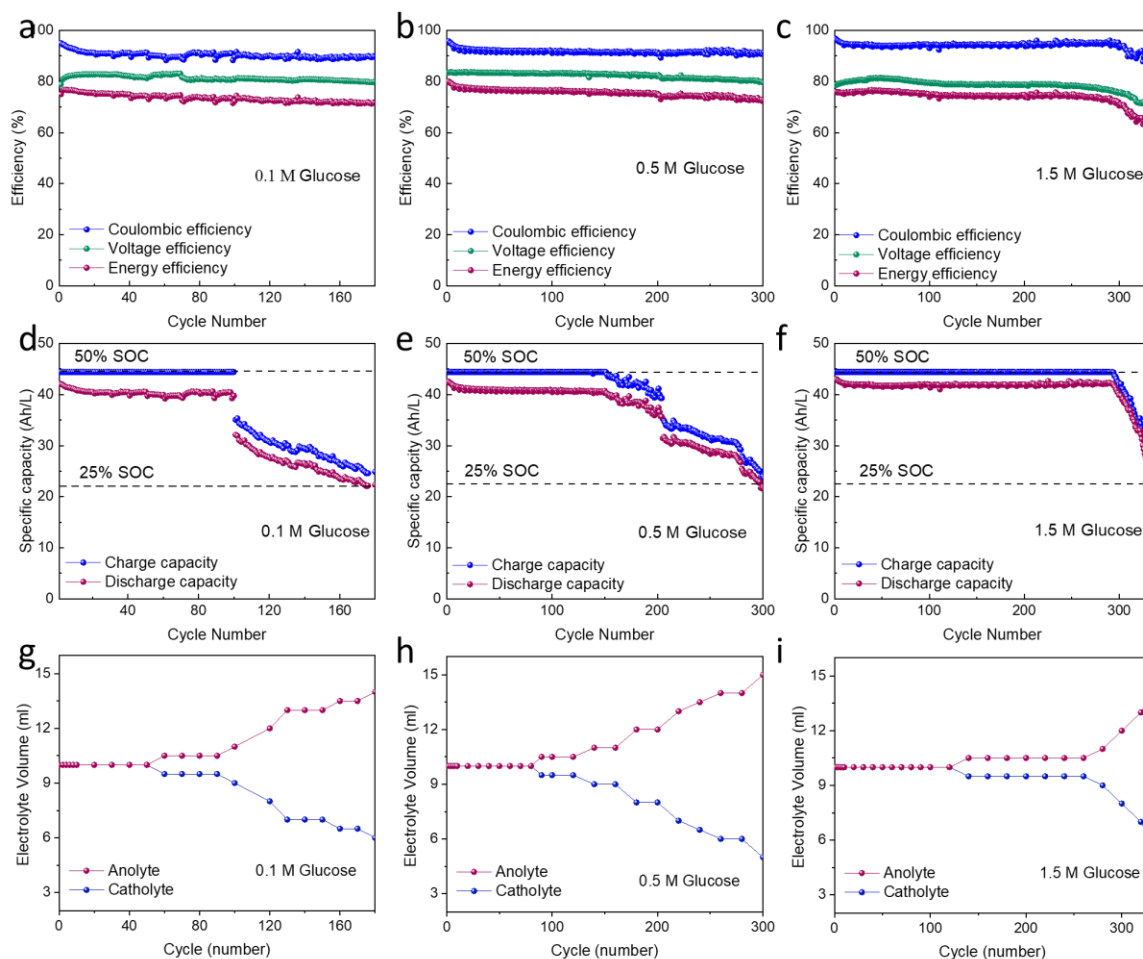 a
b
c
100
80
60
40
20
0
Efficiency (%)
0.1 M Glucose
Coulombic efficiency
Voltage efficiency
Energy efficiency
0
40
80
120
160
Cycle Number
100
80
60
40
20
0
Efficiency (%)
0.5 M Glucose
Coulombic efficiency
Voltage efficiency
Energy efficiency
0
100
200
300
Cycle Number
100
80
60
40
20
0
Efficiency (%)
1.5 M Glucose
Coulombic efficiency
Voltage efficiency
Energy efficiency
0
100
200
300
Cycle Number
d
e
f
50
40
30
20
10
0
Specific capacity (Ah/L)
50% SOC
25% SOC
0.1 M Glucose
Charge capacity
Discharge capacity
0
40
80
120
160
Cycle Number
50
40
30
20
10
0
Specific capcity (Ah/L)
50% SOC
25% SOC
0.5 M Glucose
Charge capacity
Discharge capacity
0
100
200
300
Cycle Number
50
40
30
20
10
0
Specific capacity (Ah/L)
50% SOC
25% SOC
1.5 M Glucose
Charge capacity
Discharge capacity
0
100
200
300
Cycle Number
g
h
i
15
12
9
6
3
Electrolyte Volume (ml)
Anolyte
Catholyte
0.1 M Glucose
0
40
80
120
160
Cycle (number)
15
12
9
6
3
Electrolyte Volume (ml)
Anolyte
Catholyte
0.5 M Glucose
0
100
200
300
Cycle (number)
15
12
9
6
3
Electrolyte Volume (ml)
Anolyte
Catholyte
1.5 M Glucose
0
100
200
300
Cycle (number)